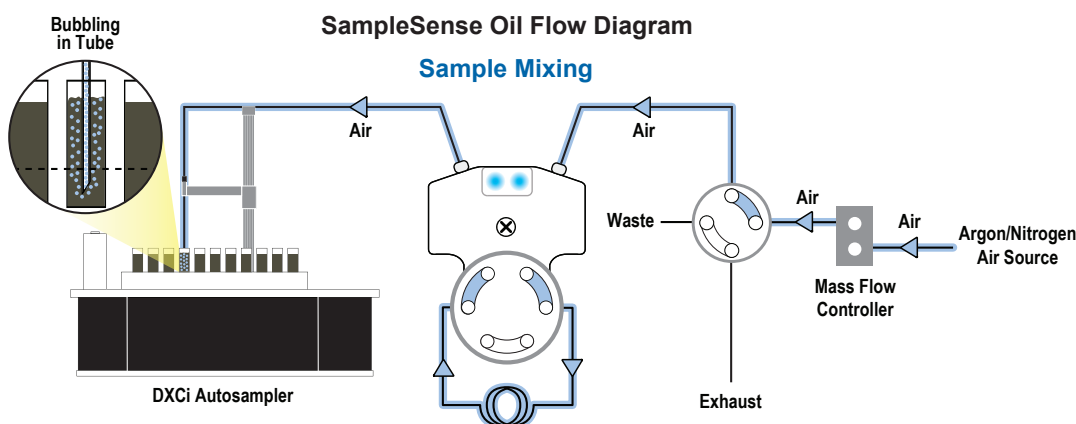 SampleSense Oil Flow Diagram
Sample Mixing
Bubbling
in Tube
Air
Air
Air
Air
Waste
Argon/Nitrogen
Air Source
Mass Flow
Controller
DXCi Autosampler
Exhaust